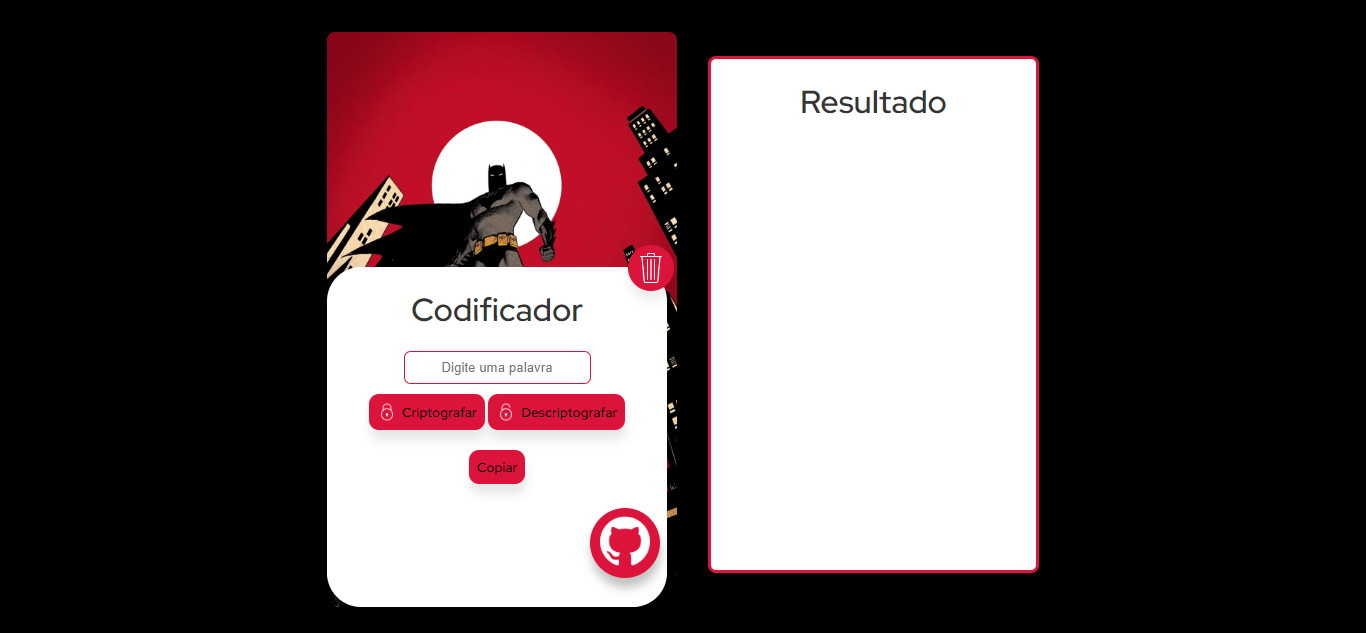 Codificador
Digite uma palavra
Criptografar
Descriptografar
Copiar
Resultado